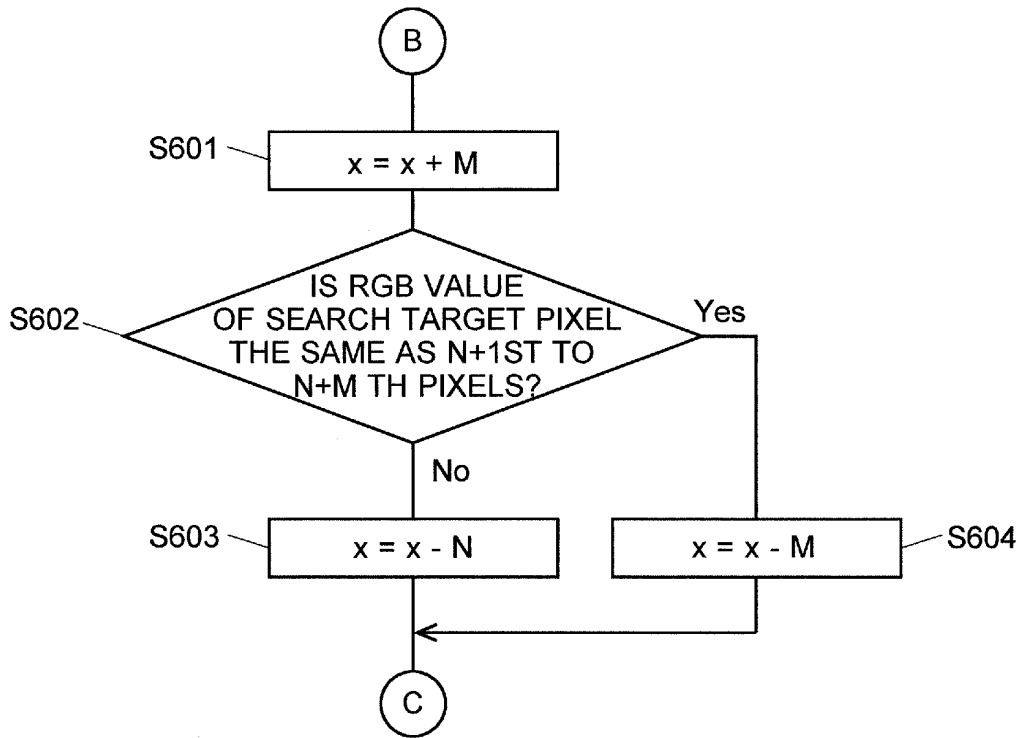 B
S601
x = x + M
S602
IS RGB VALUE
OF SEARCH TARGET PIXEL
THE SAME AS N+1ST TO
N+M TH PIXELS?
Yes
No
S603
x = x - N
x = x - M
S604
C